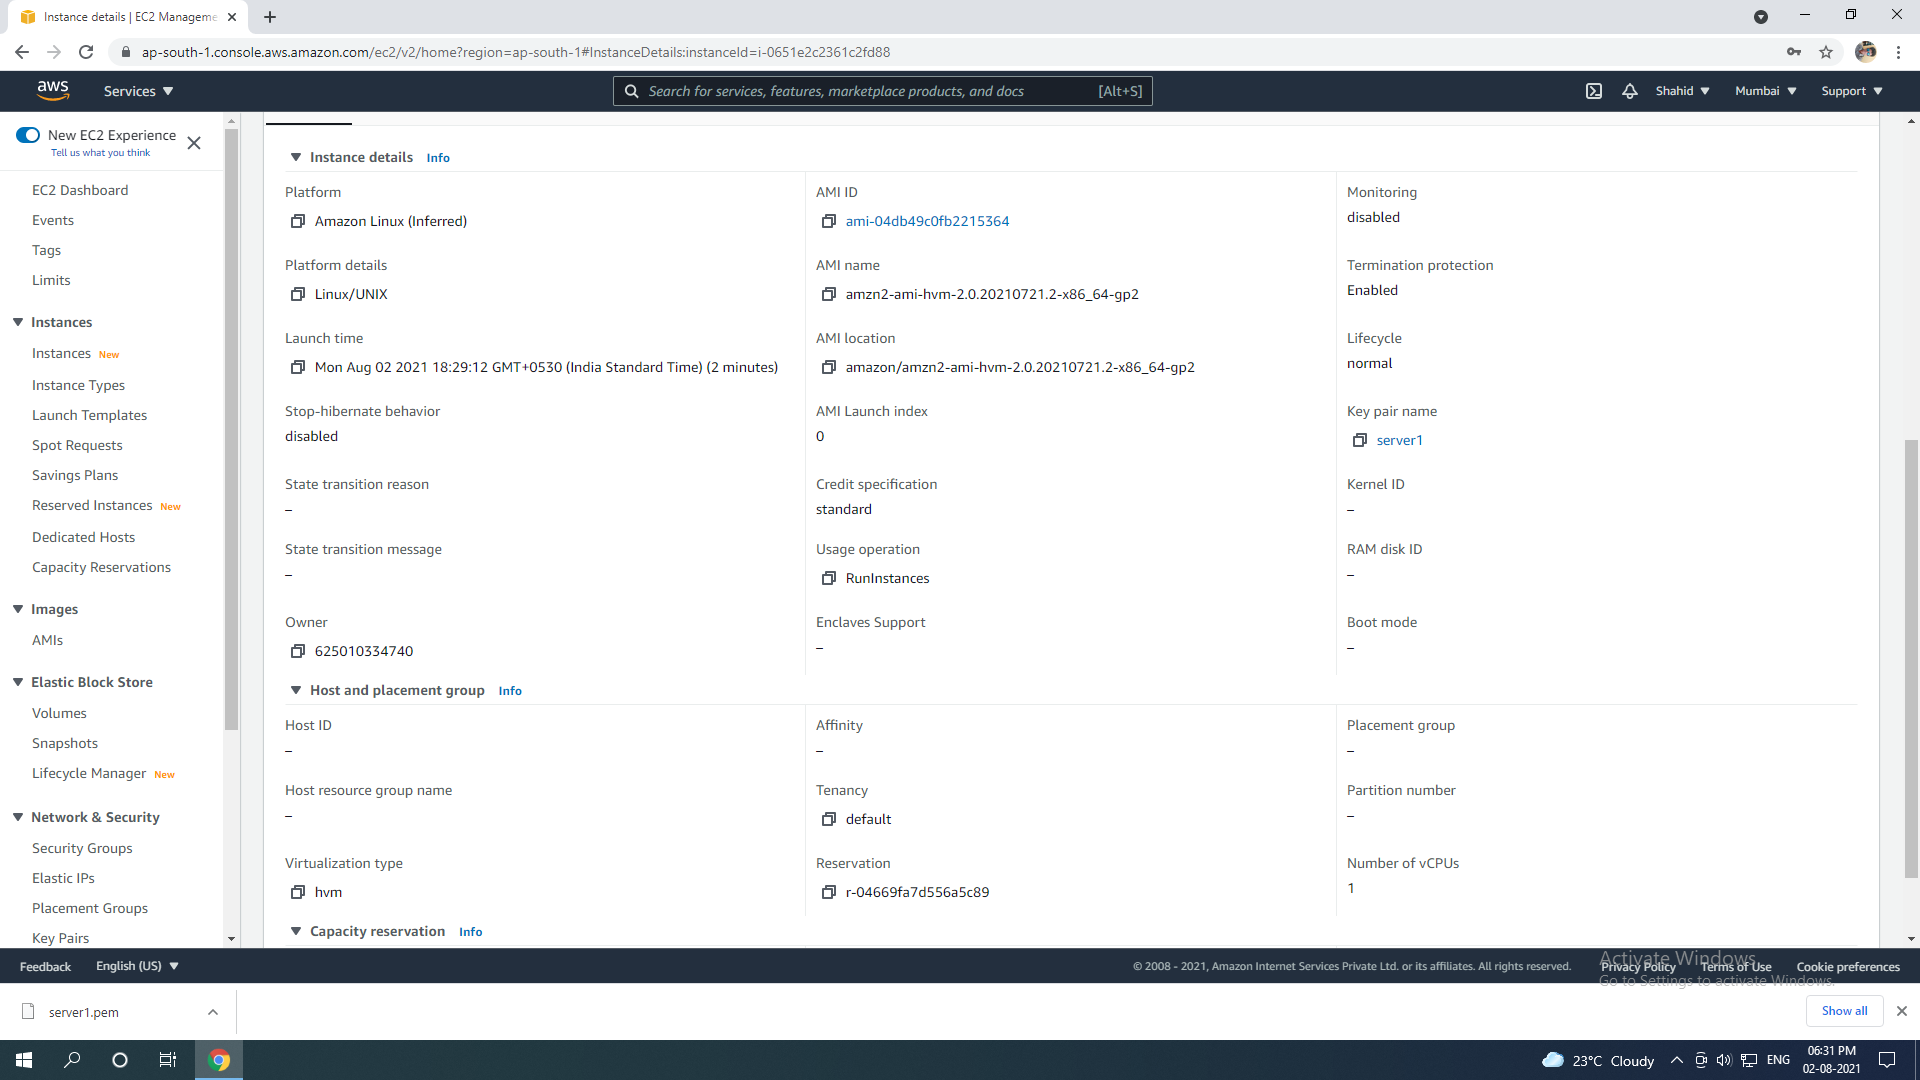 Instance details | EC2 Manageme
ap-south-1.console.aws.amazon.com/ec2/v2/home?region=ap-south-1#InstanceDetails:instanceId=i-0651e2c2361c2fd88
aws
Services
Search for services, features, marketplace products, and docs
[Alt+S]
Shahid
Mumbai
Support
New EC2 Experience
Tell us what you think
EC2 Dashboard
Events
Tags
Limits
Instances
Instances New
Instance Types
Launch Templates
Spot Requests
Savings Plans
Reserved Instances New
Dedicated Hosts
Capacity Reservations
Images
AMIs
Elastic Block Store
Volumes
Snapshots
Lifecycle Manager New
Network & Security
Security Groups
Elastic IPs
Placement Groups
Key Pairs
Instance details Info
Platform
Amazon Linux (Inferred)
Platform details
Linux/UNIX
Launch time
Mon Aug 02 2021 18:29:12 GMT+0530 (India Standard Time) (2 minutes)
Stop-hibernate behavior
disabled
State transition reason
–
State transition message
–
Owner
625010334740
AMI ID
ami-04db49c0fb2215364
AMI name
amzn2-ami-hvm-2.0.20210721.2-x86_64-gp2
AMI location
amazon/amzn2-ami-hvm-2.0.20210721.2-x86_64-gp2
AMI Launch index
0
Credit specification
standard
Usage operation
RunInstances
Enclaves Support
–
Monitoring
disabled
Termination protection
Enabled
Lifecycle
normal
Key pair name
server1
Kernel ID
–
RAM disk ID
–
Boot mode
–
Host and placement group Info
Host ID
–
Host resource group name
–
Virtualization type
hvm
Affinity
–
Tenancy
default
Reservation
r-04669fa7d556a5c89
Placement group
–
Partition number
–
Number of vCPUs
1
Capacity reservation Info
Feedback
English (US)
© 2008 - 2021, Amazon Internet Services Private Ltd. or its affiliates. All rights reserved.
Privacy Policy
Terms of Use
Cookie preferences
Activate Windows
Go to Settings to activate Windows.
server1.pem
Show all
23°C Cloudy
ENG
06:31 PM
02-08-2021